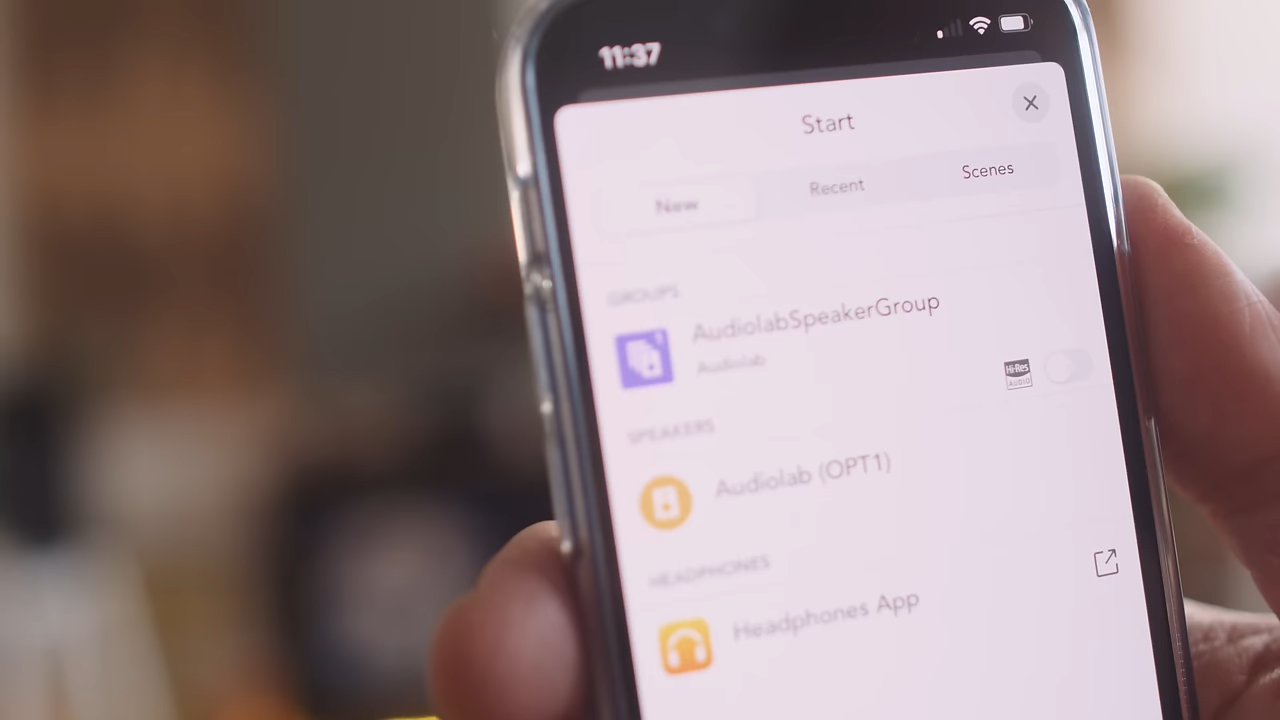 11:37
Start
New
Recent
Scenes
GROUPS
AudiolabSpeakerGroup
Audiolab
Hi-Res
AUDIO
SPEAKERS
Audiolab (OPT1)
HEADPHONES
Headphones App